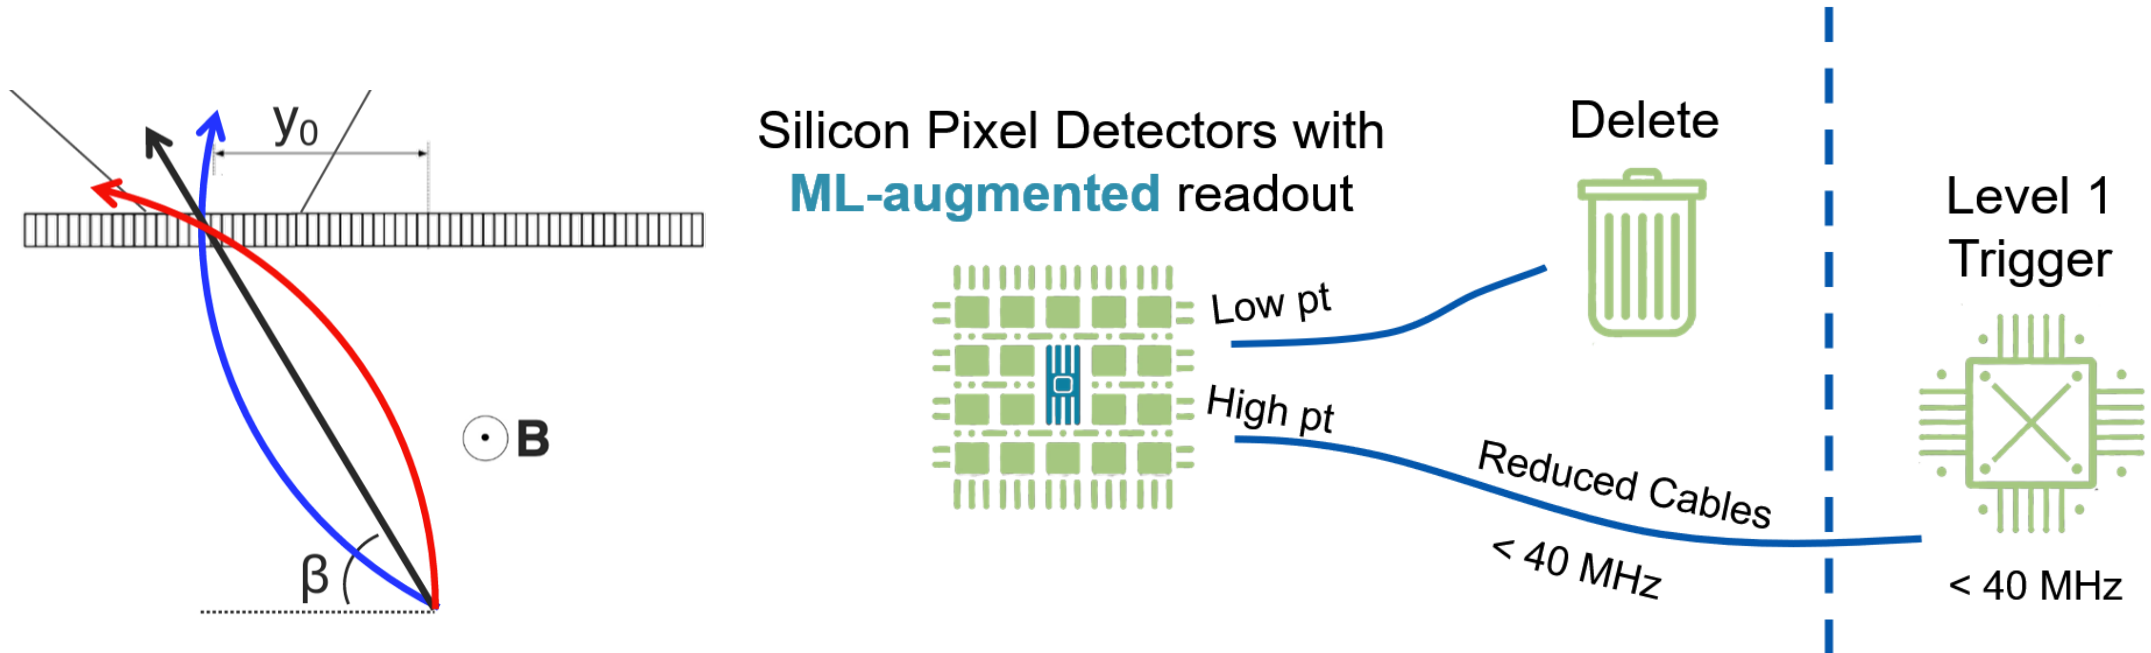 y₀
β
B
Silicon Pixel Detectors with
ML-augmented readout
Low pt
High pt
Delete
Reduced Cables
< 40 MHz
Level 1
Trigger
< 40 MHz